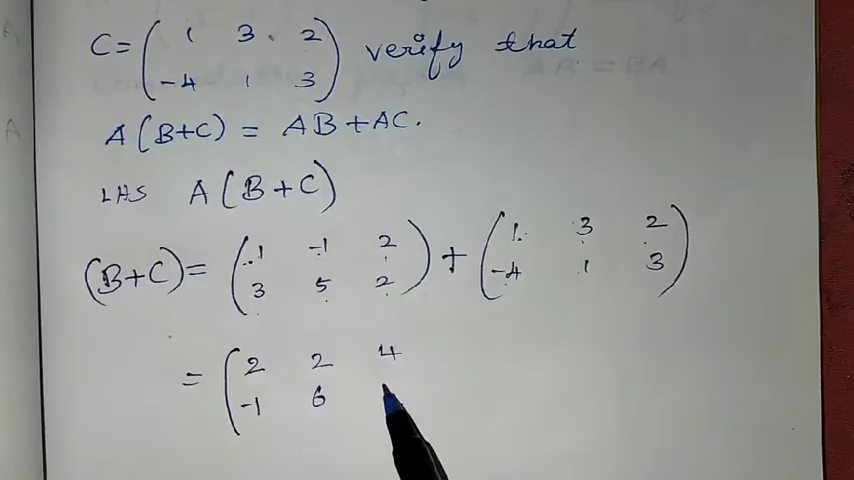 C = ( 1 3 2
-4 1 3 ) verify that
A(B+C) = AB+AC.
LHS A(B+C)
(B+C) = ( 1 -1 2
3 5 2 ) + ( 1 3 2
-4 1 3 )
= ( 2 2 4
-1 6